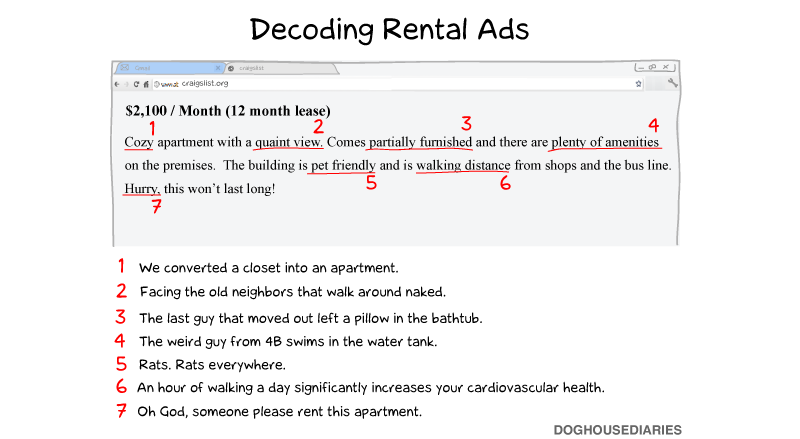 Decoding Rental Ads
Gmail
craigslist
www.craigslist.org
$2,100 / Month (12 month lease)
1 2 3 4
Cozy apartment with a quaint view. Comes partially furnished and there are plenty of amenities
on the premises. The building is pet friendly and is walking distance from shops and the bus line.
5 6
Hurry, this won't last long!
7
1 We converted a closet into an apartment.
2 Facing the old neighbors that walk around naked.
3 The last guy that moved out left a pillow in the bathtub.
4 The weird guy from 4B swims in the water tank.
5 Rats. Rats everywhere.
6 An hour of walking a day significantly increases your cardiovascular health.
7 Oh God, someone please rent this apartment.
DOGHOUSEDIARIES